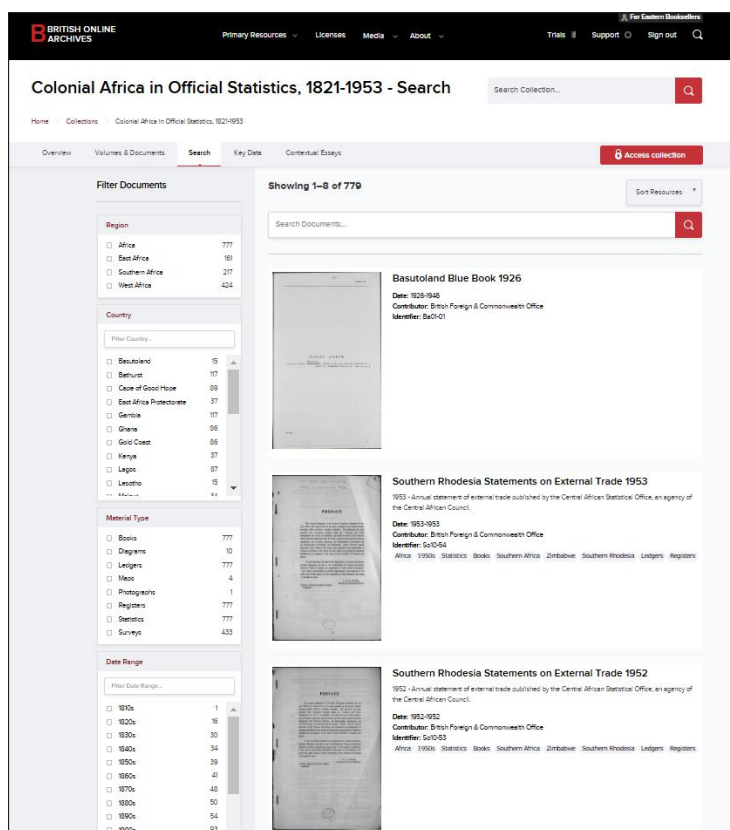 For Eastern Booksellers
BRITISH ONLINE
ARCHIVES
Primary Resources
Licenses
Media
About
Trials
Support
Sign out
Colonial Africa in Official Statistics, 1821-1953 - Search
Search Collection...
Home
Collections
Colonial Africa in Official Statistics, 1821-1953
Overview
Volumes & Documents
Search
Key Data
Contextual Essays
Access collection
Filter Documents
Region
Africa 777
East Africa 161
Southern Africa 217
West Africa 424
Country
Filter Country...
Basutoland 15
Bathurst 117
Cape of Good Hope 89
East Africa Protectorate 37
Gambia 117
Ghana 86
Gold Coast 86
Kenya 37
Lagos 87
Lesotho 15
Material Type
Books 777
Diagrams 10
Ledgers 777
Maps 4
Photographs 1
Registers 777
Statistics 777
Surveys 433
Date Range
Filter Date Range...
1810s 1
1820s 16
1830s 30
1840s 34
1850s 39
1860s 41
1870s 48
1880s 50
1890s 54
1900s 93
Showing 1–8 of 779
Sort Resources
Search Documents...
Basutoland Blue Book 1926
Date: 1926-1946
Contributor: British Foreign & Commonwealth Office
Identifier: Ba01-01
PREFACE
Southern Rhodesia Statements on External Trade 1953
1953 - Annual statement of external trade published by the Central African Statistical Office, an agency of
the Central African Council.
Date: 1953-1953
Contributor: British Foreign & Commonwealth Office
Identifier: So10-54
Africa 1950s Statistics Books Southern Africa Zimbabwe Southern Rhodesia Ledgers Registers
PREFACE
Southern Rhodesia Statements on External Trade 1952
1952 - Annual statement of external trade published by the Central African Statistical Office, an agency of
the Central African Council.
Date: 1952-1952
Contributor: British Foreign & Commonwealth Office
Identifier: So10-53
Africa 1950s Statistics Books Southern Africa Zimbabwe Southern Rhodesia Ledgers Registers